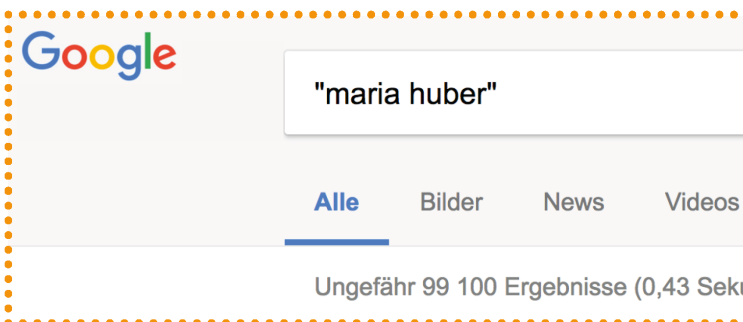 Google
"maria huber"
Alle Bilder News Videos
Ungefähr 99 100 Ergebnisse (0,43 Seku